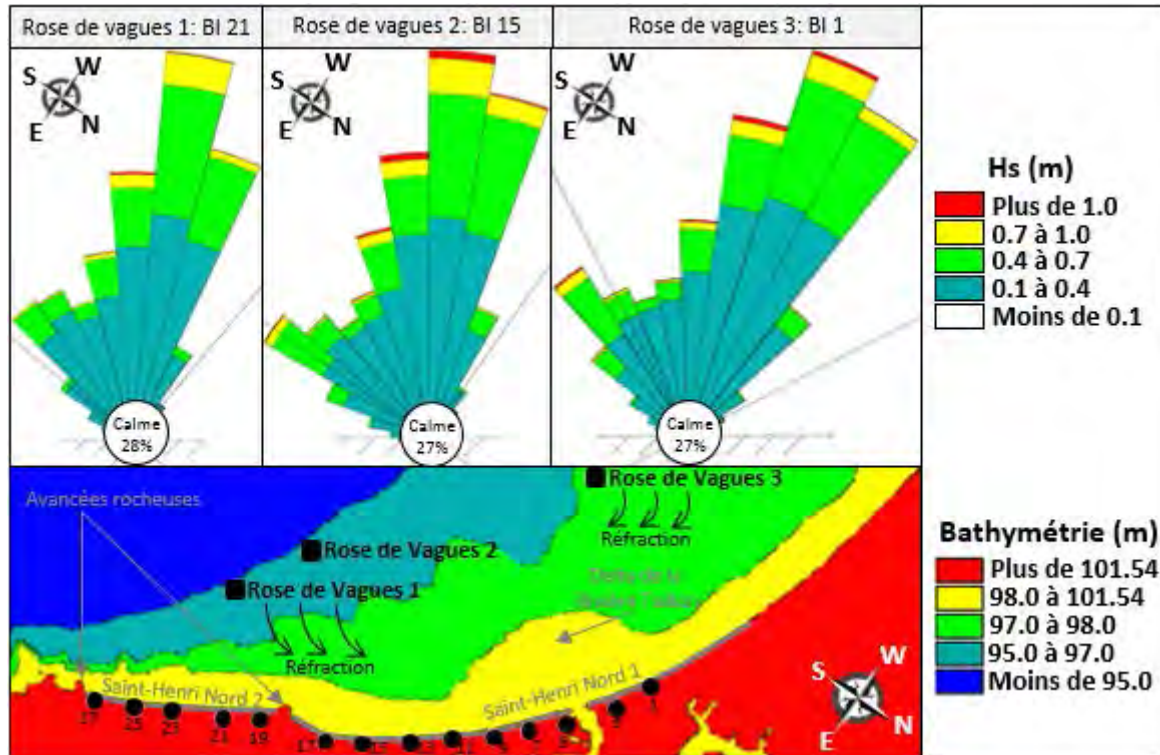 Rose de vagues 1: BI 21
Rose de vagues 2: BI 15
Rose de vagues 3: BI 1
S W
E N
S W
E N
S W
E N
Calme
28%
Calme
27%
Calme
27%
Hs (m)
Plus de 1.0
0.7 à 1.0
0.4 à 0.7
0.1 à 0.4
Moins de 0.1
Avancées rocheuses
Rose de Vagues 3
Réfraction
Rose de Vagues 2
Rose de Vagues 1
Réfraction
Saint-Henri Nord 2
Saint-Henri Nord 1
27 25 23 21 19 17 13 11 1
S W
E N
Bathymétrie (m)
Plus de 101.54
98.0 à 101.54
97.0 à 98.0
95.0 à 97.0
Moins de 95.0